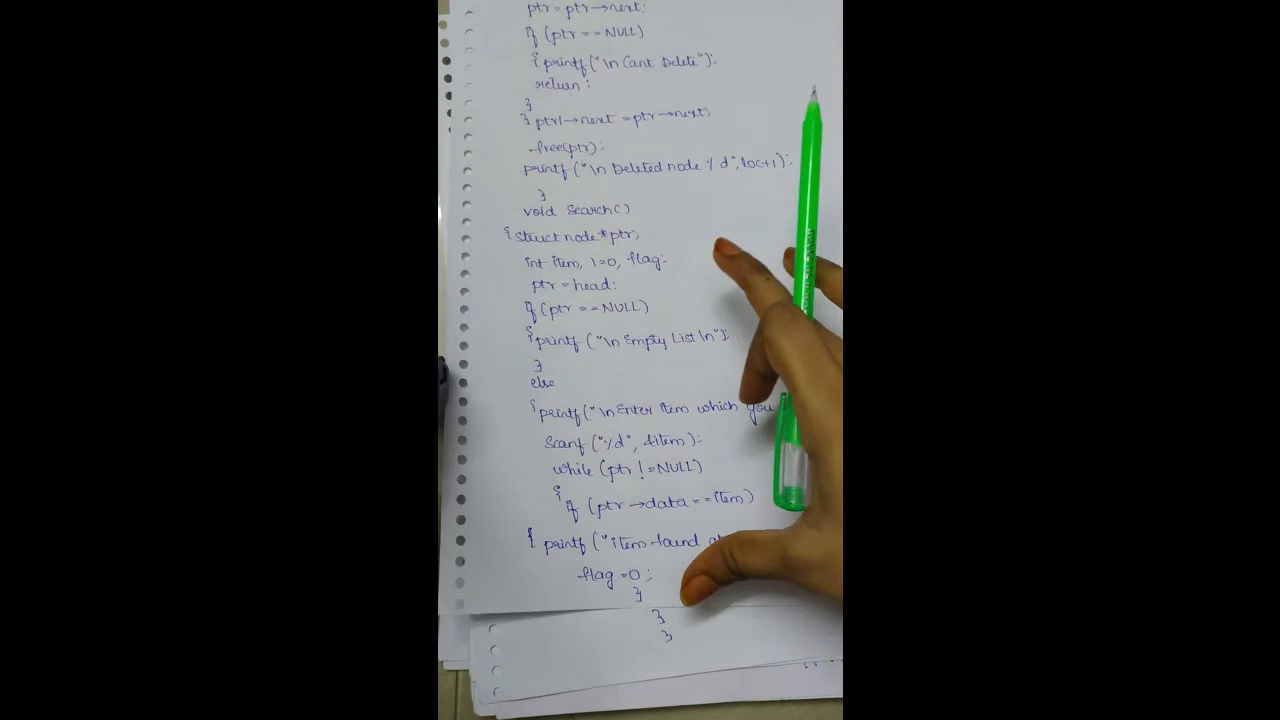 ptr = ptr → next;
if (ptr == NULL)
{ printf ("\n Cant Delete");
return;
}
} ptr1 → next = ptr → next;
free(ptr);
printf ("\n Deleted node % d", loc+1);
}
void search()
{ struct node * ptr;
int item, i=0, flag;
ptr = head;
if (ptr == NULL)
{ printf ("\n Empty List \n");
}
else
{ printf ("\n Enter item which you
scanf ("%d", &item);
while (ptr != NULL)
{ if (ptr → data == item)
{ printf ("item found
flag = 0;
}
}
}